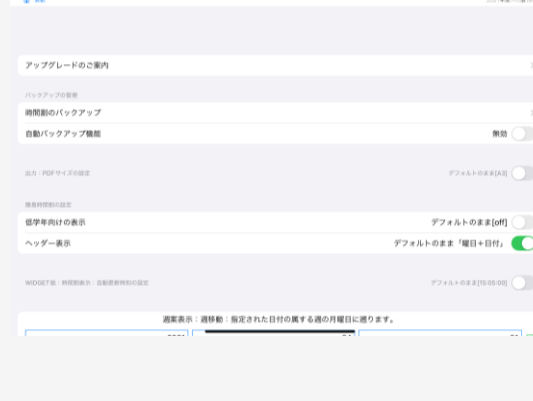 アップグレードのご案内
バックアップの管理
時間割のバックアップ
自動バックアップ機能 無効
出力：PDFサイズの設定 デフォルトのまま[A3]
簡易時間割の設定
低学年向けの表示 デフォルトのまま[off]
ヘッダー表示 デフォルトのまま「曜日＋日付」
WIDGET版：時間割表示：自動更新時刻の設定 デフォルトのまま[15:05:00]
週案表示：週移動：指定された日付の属する週の月曜日に遡ります。